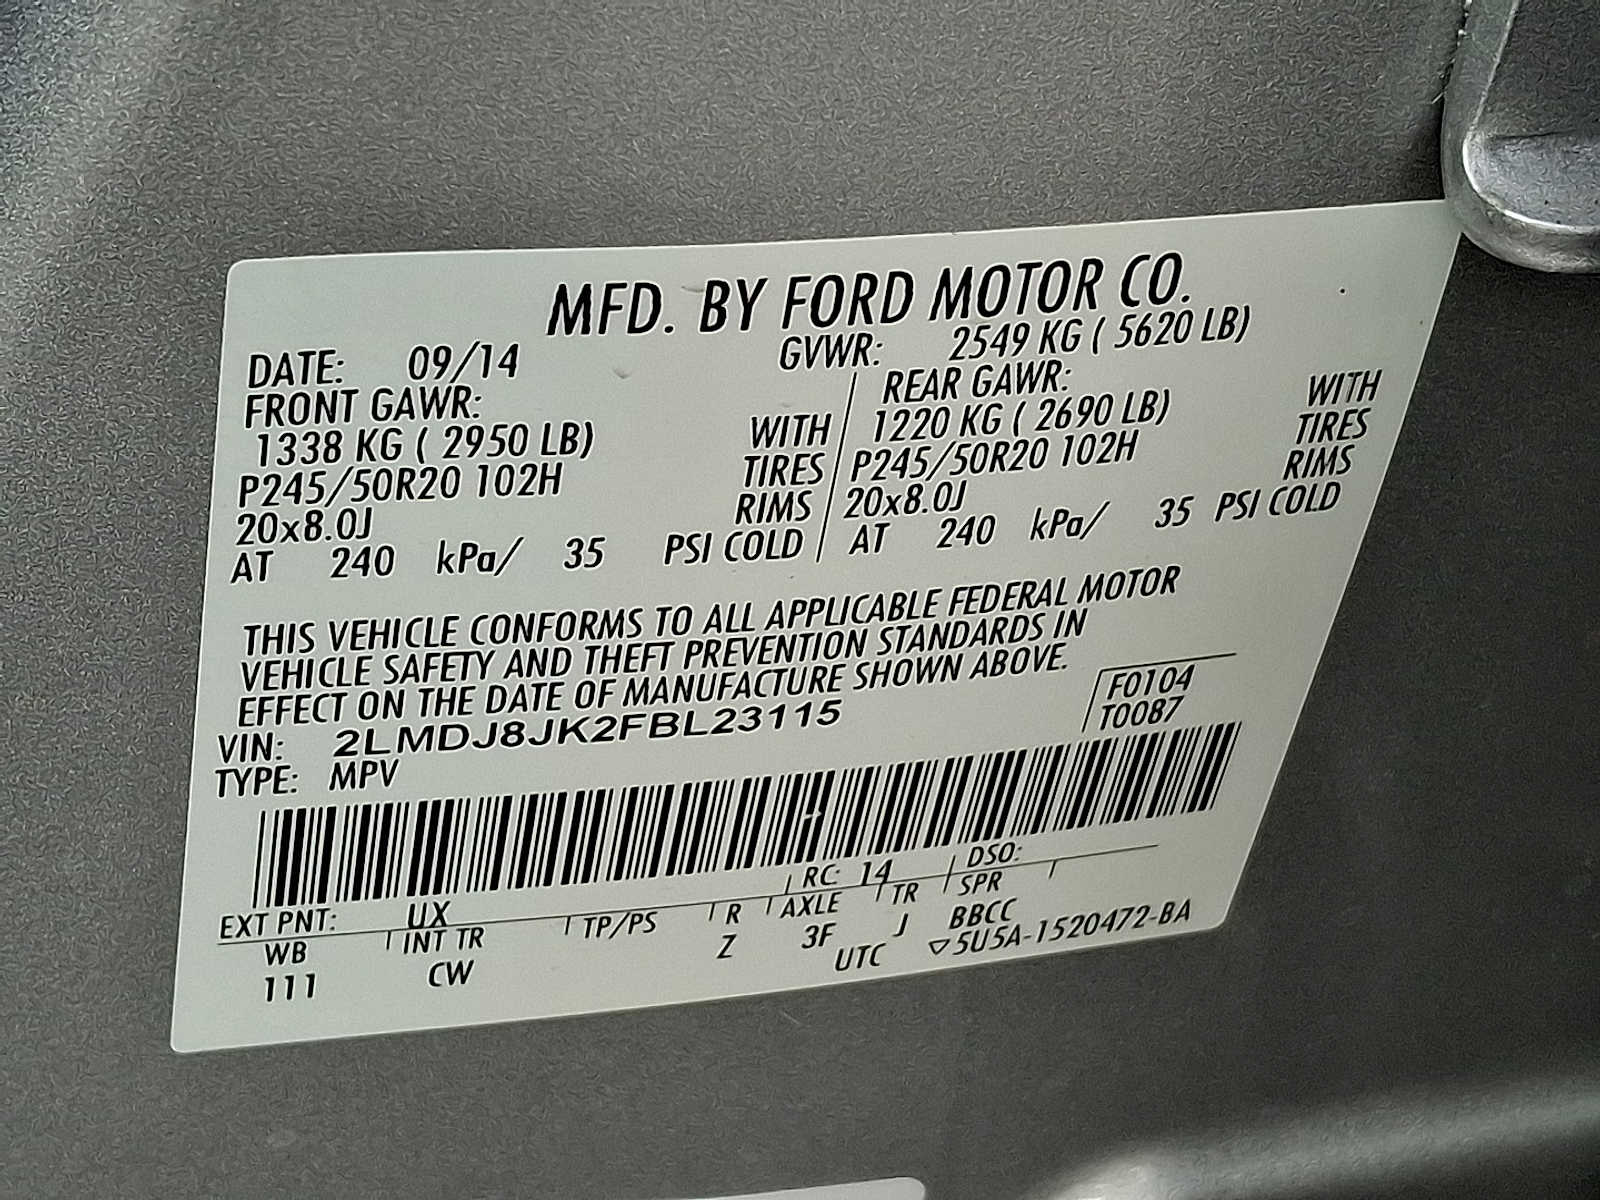 MFD. BY FORD MOTOR CO.
DATE: 09/14 GVWR: 2549 KG ( 5620 LB)
FRONT GAWR: REAR GAWR:
1338 KG ( 2950 LB) WITH 1220 KG ( 2690 LB) WITH
P245/50R20 102H TIRES P245/50R20 102H TIRES
20x8.0J RIMS 20x8.0J RIMS
AT 240 kPa/ 35 PSI COLD AT 240 kPa/ 35 PSI COLD
THIS VEHICLE CONFORMS TO ALL APPLICABLE FEDERAL MOTOR
VEHICLE SAFETY AND THEFT PREVENTION STANDARDS IN
EFFECT ON THE DATE OF MANUFACTURE SHOWN ABOVE.
F0104
VIN: 2LMDJ8JK2FBL23115 T0087
TYPE: MPV
EXT PNT: UX RC: 14 DSO:
WB INT TR TP/PS R AXLE TR SPR
111 CW Z 3F J BBCC
UTC ▽5U5A-1520472-BA